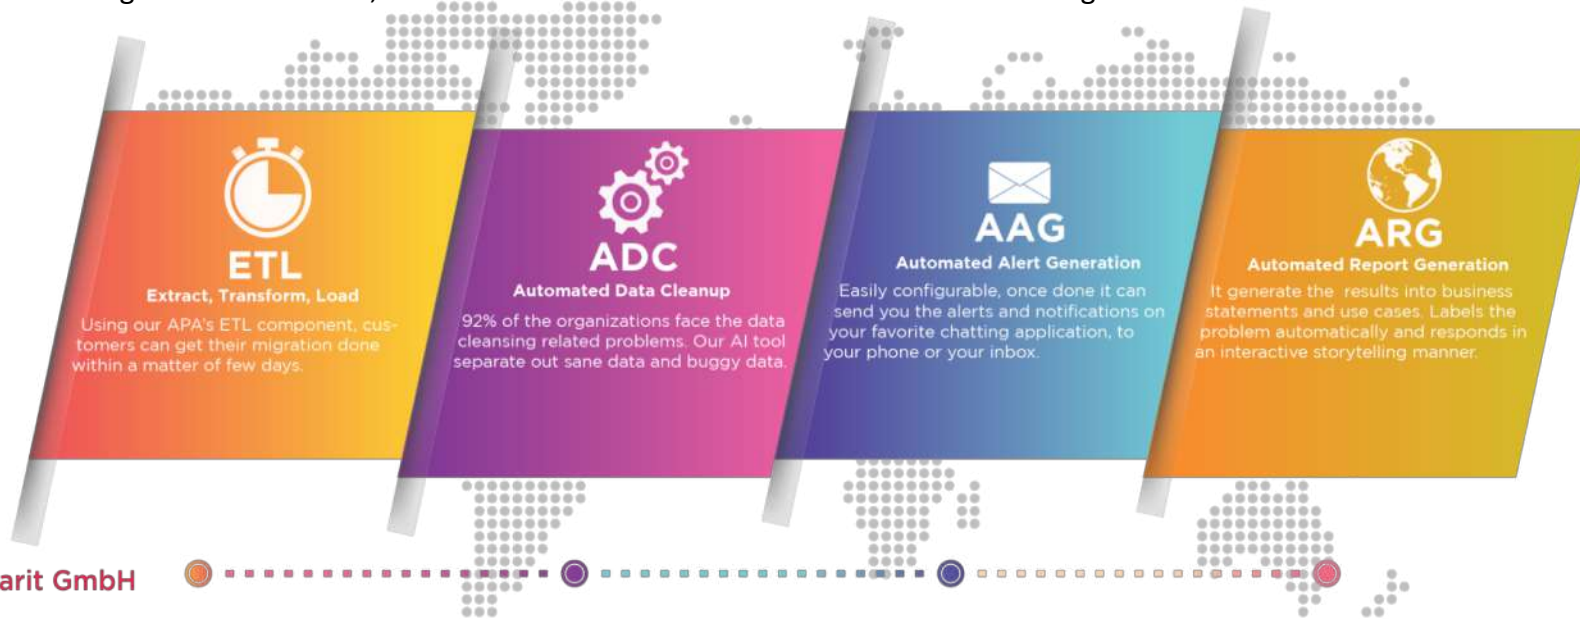 ETL
Extract, Transform, Load
Using our APA's ETL component, cus-
tomers can get their migration done
within a matter of few days.
ADC
Automated Data Cleanup
92% of the organizations face the data
cleansing related problems. Our AI tool
separate out sane data and buggy data.
AAG
Automated Alert Generation
Easily configurable, once done it can
send you the alerts and notifications on
your favorite chatting application, to
your phone or your inbox.
ARG
Automated Report Generation
It generate the results into business
statements and use cases. Labels the
problem automatically and responds in
an interactive storytelling manner.
arit GmbH